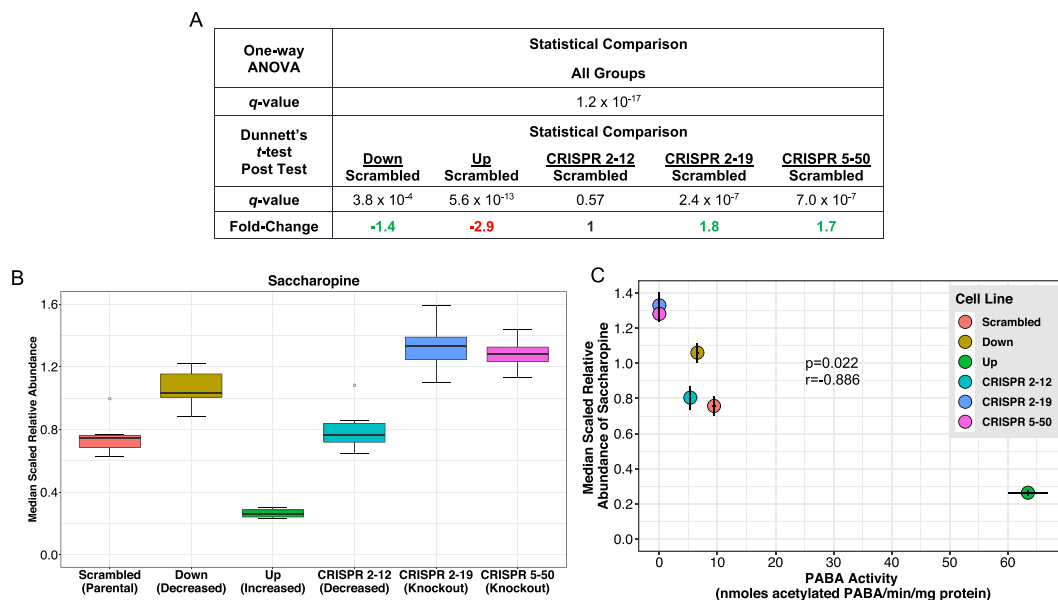 A
One-way
ANOVA
Statistical Comparison
All Groups
q-value
1.2 x 10-17
Dunnett's
t-test
Post Test
Statistical Comparison
Down Up CRISPR 2-12 CRISPR 2-19 CRISPR 5-50
Scrambled Scrambled Scrambled Scrambled Scrambled
q-value 3.8 x 10-4 5.6 x 10-13 0.57 2.4 x 10-7 7.0 x 10-7
Fold-Change -1.4 -2.9 1 1.8 1.7
B
Saccharopine
Median Scaled Relative Abundance
1.6
1.2
0.8
0.4
0.0
Scrambled Down Up CRISPR 2-12 CRISPR 2-19 CRISPR 5-50
(Parental) (Decreased) (Increased) (Decreased) (Knockout) (Knockout)
C
Median Scaled Relative
Abundance of Saccharopine
1.4
1.2
1.0
0.8
0.6
0.4
0.2
0.0
p=0.022
r=-0.886
Cell Line
Scrambled
Down
Up
CRISPR 2-12
CRISPR 2-19
CRISPR 5-50
0 10 20 30 40 50 60
PABA Activity
(nmoles acetylated PABA/min/mg protein)